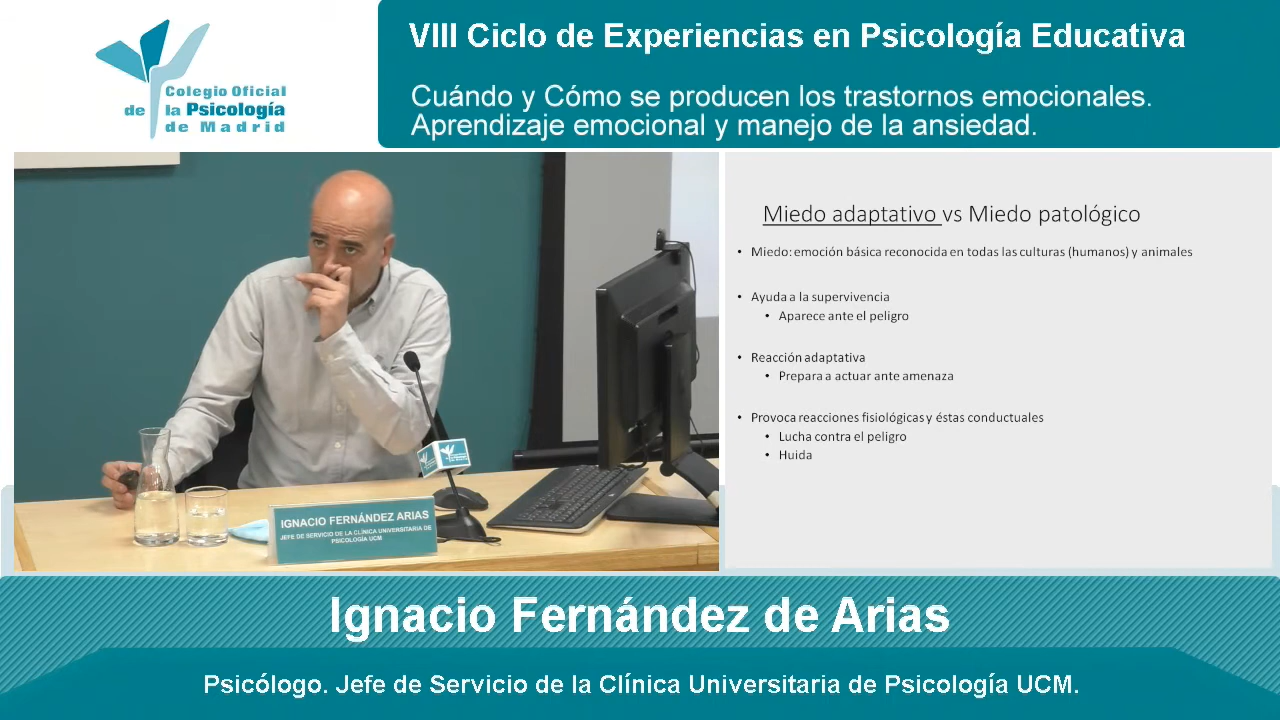 Colegio Oficial
de la Psicología
de Madrid
VIII Ciclo de Experiencias en Psicología Educativa
Cuándo y Cómo se producen los trastornos emocionales.
Aprendizaje emocional y manejo de la ansiedad.
Miedo adaptativo vs Miedo patológico
• Miedo: emoción básica reconocida en todas las culturas (humanos) y animales
• Ayuda a la supervivencia
• Aparece ante el peligro
• Reacción adaptativa
• Prepara a actuar ante amenaza
• Provoca reacciones fisiológicas y éstas conductuales
• Lucha contra el peligro
• Huida
IGNACIO FERNÁNDEZ ARIAS
JEFE DE SERVICIO DE LA CLÍNICA UNIVERSITARIA DE
PSICOLOGÍA UCM
Ignacio Fernández de Arias
Psicólogo. Jefe de Servicio de la Clínica Universitaria de Psicología UCM.